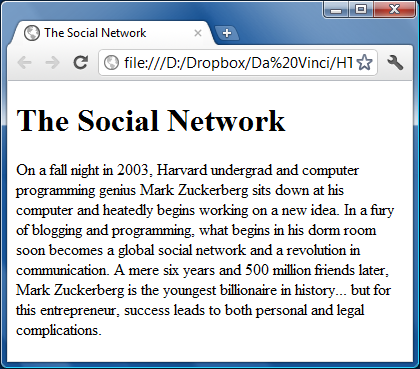 The Social Network
file:///D:/Dropbox/Da%20Vinci/HT
The Social Network
On a fall night in 2003, Harvard undergrad and computer
programming genius Mark Zuckerberg sits down at his
computer and heatedly begins working on a new idea. In a fury
of blogging and programming, what begins in his dorm room
soon becomes a global social network and a revolution in
communication. A mere six years and 500 million friends later,
Mark Zuckerberg is the youngest billionaire in history... but for
this entrepreneur, success leads to both personal and legal
complications.